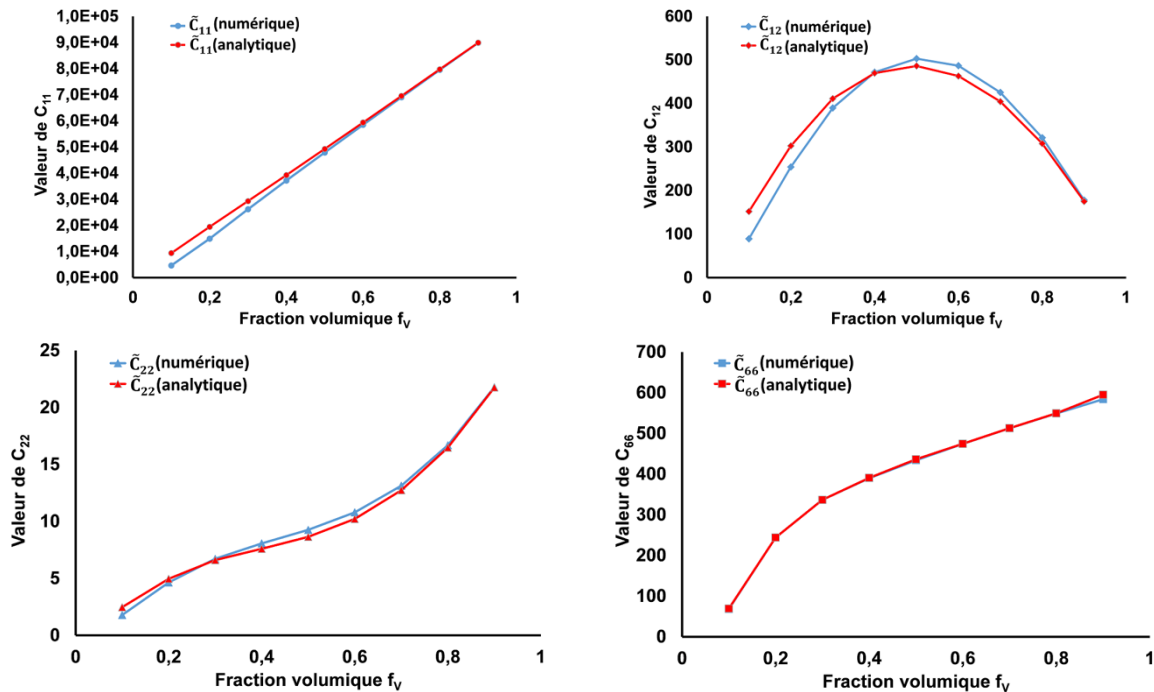 C̃₁₁(numérique)
C̃₁₁(analytique)
1,0E+05
9,0E+04
8,0E+04
7,0E+04
6,0E+04
5,0E+04
4,0E+04
3,0E+04
2,0E+04
1,0E+04
0,0E+00
Valeur de C₁₁
0 0,2 0,4 0,6 0,8 1
Fraction volumique fᵥ
C̃₁₂(numérique)
C̃₁₂(analytique)
600
500
400
300
200
100
0
Valeur de C₁₂
0 0,2 0,4 0,6 0,8 1
Fraction volumique fᵥ
C̃₂₂(numérique)
C̃₂₂(analytique)
25
20
15
10
5
0
Valeur de C₂₂
0 0,2 0,4 0,6 0,8 1
Fraction volumique fᵥ
C̃₆₆(numérique)
C̃₆₆(analytique)
700
600
500
400
300
200
100
0
Valeur de C₆₆
0 0,2 0,4 0,6 0,8 1
Fraction volumique fᵥ